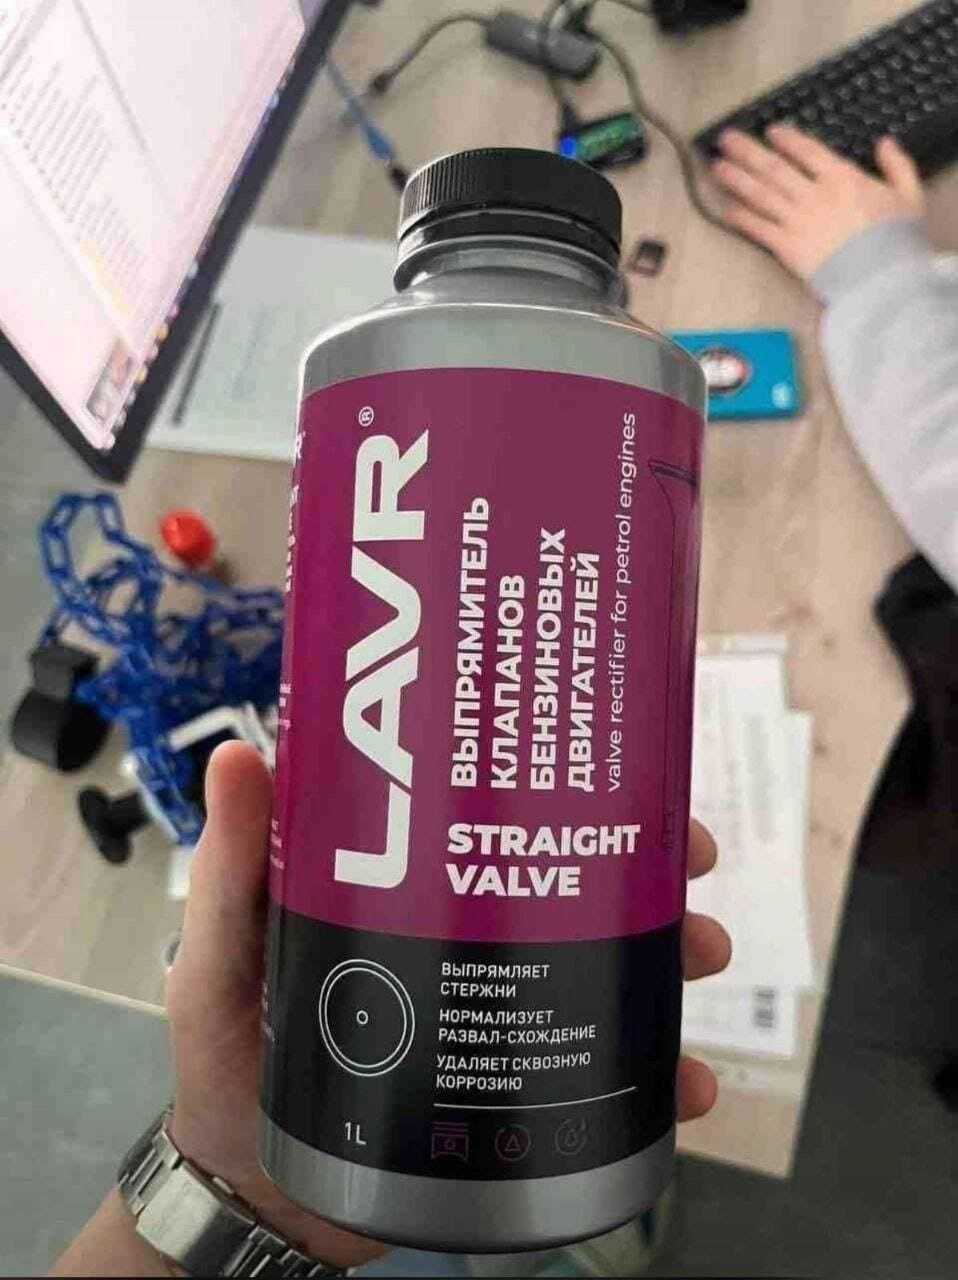 LAVR®
ВЫПРЯМИТЕЛЬ
КЛАПАНОВ
БЕНЗИНОВЫХ
ДВИГАТЕЛЕЙ
valve rectifier for petrol engines
STRAIGHT
VALVE
ВЫПРЯМЛЯЕТ
СТЕРЖНИ
НОРМАЛИЗУЕТ
РАЗВАЛ-СХОЖДЕНИЕ
УДАЛЯЕТ СКВОЗНУЮ
КОРРОЗИЮ
1L